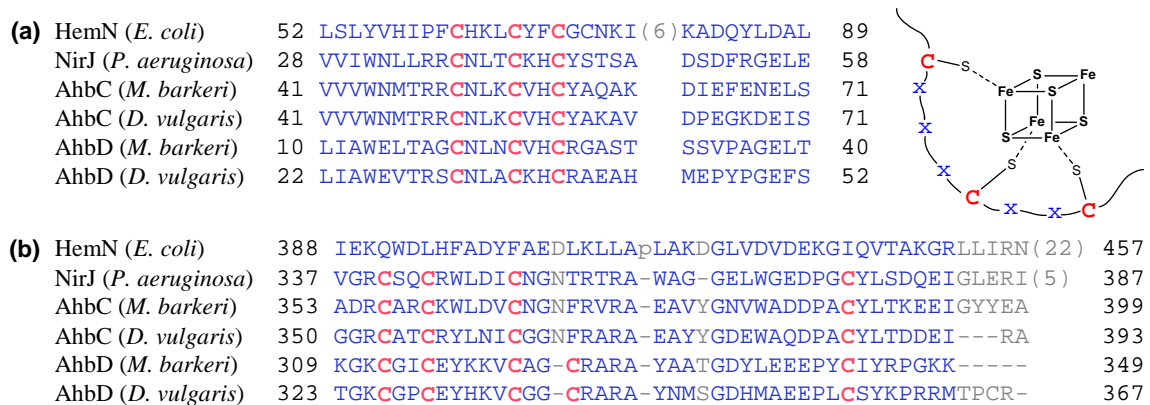 (a) HemN (E. coli) 52 LSLYVHIPFCHKLCYFCGCNKI(6)KADQYLDAL 89
NirJ (P. aeruginosa) 28 VVIWNLLRRCNLTCKHCYSTSA DSDFRGELE 58
AhbC (M. barkeri) 41 VVVWNMTRRCNLKCVHCYAQAK DIEFENELS 71
AhbC (D. vulgaris) 41 VVVWNMTRRCNLKCVHCYAKAV DPEGKDEIS 71
AhbD (M. barkeri) 10 LIAWELTAGCNLNCVHCRGAST SSVPAGELT 40
AhbD (D. vulgaris) 22 LIAWEVTRSCNLACKHCRAEAH MEPYPGEFS 52
C S S Fe
Fe S
X
X Fe S
S Fe
S S
X
C X X C
(b) HemN (E. coli) 388 IEKQWDLHFADYFAEDLKLLApLAKDGLVDVDEKGIQVTAKGRLLIRN(22) 457
NirJ (P. aeruginosa) 337 VGRCSQCRWLDICNGNTRTRA-WAG-GELWGEDPGCYLSDQEIGLERI(5) 387
AhbC (M. barkeri) 353 ADRCARCKWLDVCNGNFRVRA-EAVYGNVWADDPACYLTKEEIGYYEA 399
AhbC (D. vulgaris) 350 GGRCATCRYLNICGGNFRARA-EAYYGDEWAQDPACYLTDDEI---RA 393
AhbD (M. barkeri) 309 KGKCGICEYKKVCAG-CRARA-YAATGDYLEEEPYCIYRPGKK----- 349
AhbD (D. vulgaris) 323 TGKCGPCEYHKVCGG-CRARA-YNMSGDHMAEEPLCSYKPRRMTPCR- 367